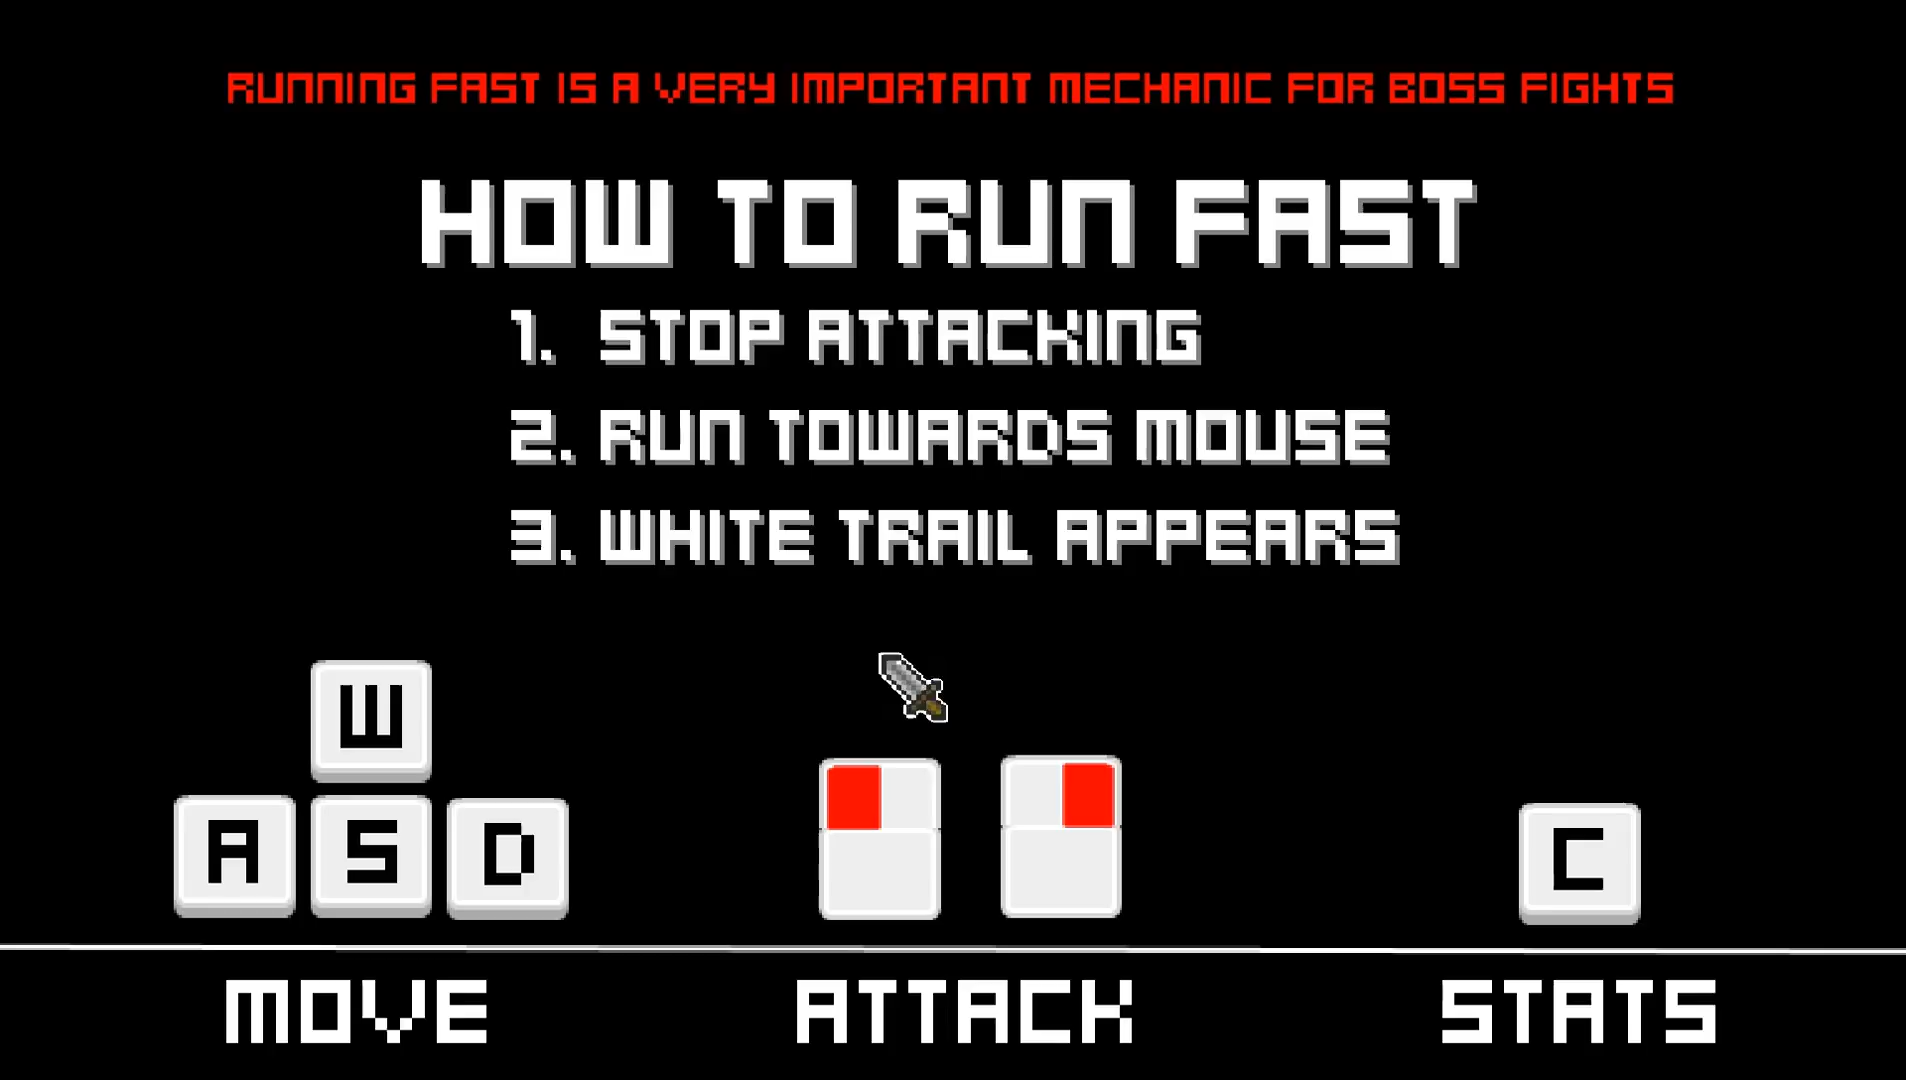 RUNNING FAST IS A VERY IMPORTANT MECHANIC FOR BOSS FIGHTS
HOW TO RUN FAST
1. STOP ATTACKING
2. RUN TOWARDS MOUSE
3. WHITE TRAIL APPEARS
W
A S D
C
MOVE ATTACK STATS